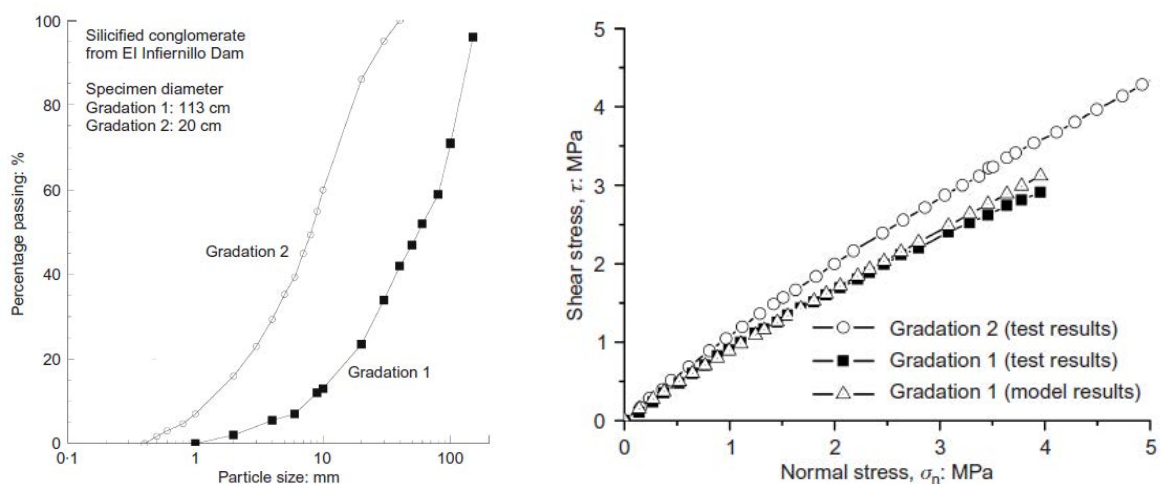 100
80
60
40
20
0
Percentage passing: %
Silicified conglomerate
from El Infiernillo Dam
Specimen diameter
Gradation 1: 113 cm
Gradation 2: 20 cm
Gradation 2
Gradation 1
0·1
1
10
100
Particle size: mm
5
4
3
2
1
0
Shear stress, τ: MPa
Gradation 2 (test results)
Gradation 1 (test results)
Gradation 1 (model results)
0
1
2
3
4
5
Normal stress, σn: MPa